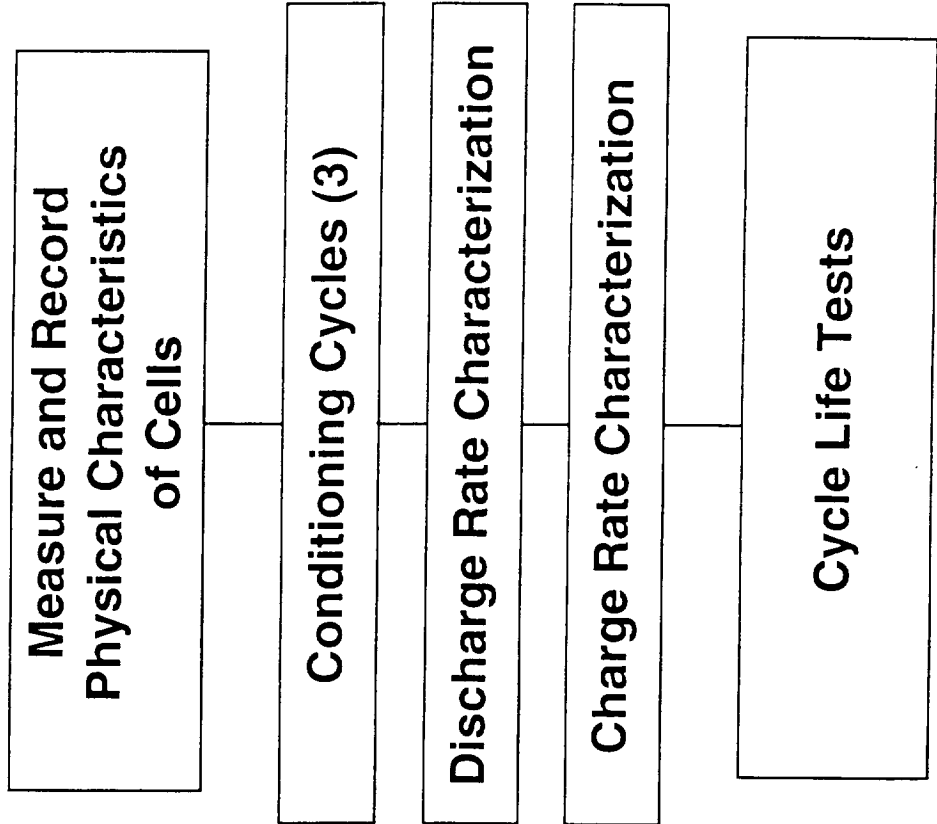 Measure and Record
Physical Characteristics
of Cells
Conditioning Cycles (3)
Discharge Rate Characterization
Charge Rate Characterization
Cycle Life Tests